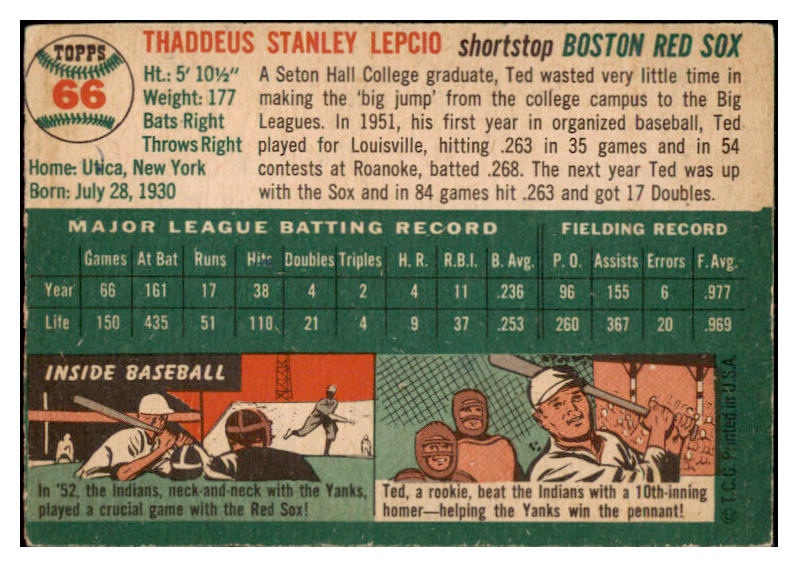 TOPPS
66
THADDEUS STANLEY LEPCIO shortstop BOSTON RED SOX
Ht.: 5' 10½"
Weight: 177
Bats Right
Throws Right
Home: Utica, New York
Born: July 28, 1930
A Seton Hall College graduate, Ted wasted very little time in
making the 'big jump' from the college campus to the Big
Leagues. In 1951, his first year in organized baseball, Ted
played for Louisville, hitting .263 in 35 games and in 54
contests at Roanoke, batted .268. The next year Ted was up
with the Sox and in 84 games hit .263 and got 17 Doubles.
MAJOR LEAGUE BATTING RECORD FIELDING RECORD
Games At Bat Runs Hits Doubles Triples H. R. R.B.I. B. Avg. P. O. Assists Errors F. Avg.
Year 66 161 17 38 4 2 4 11 .236 96 155 6 .977
Life 150 435 51 110 21 4 9 37 .253 260 367 20 .969
INSIDE BASEBALL
In '52, the Indians, neck-and-neck with the Yanks,
played a crucial game with the Red Sox!
Ted, a rookie, beat the Indians with a 10th-inning
homer—helping the Yanks win the pennant!
© T.C.G. Printed in U.S.A.